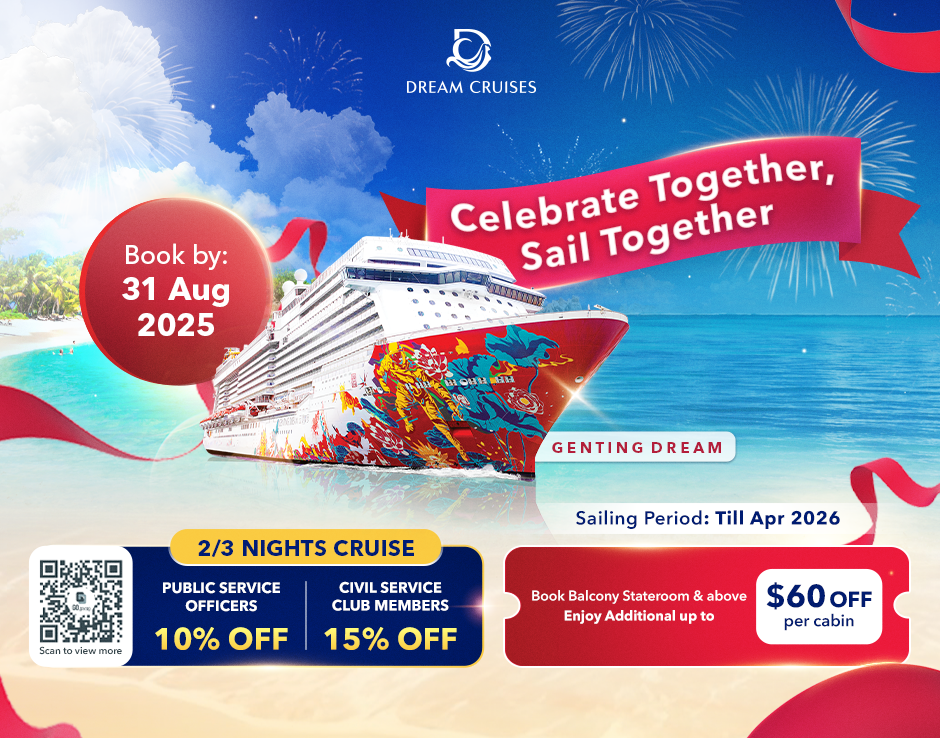 DREAM CRUISES
Celebrate Together,
Sail Together
Book by:
31 Aug
2025
GENTING DREAM
Sailing Period: Till Apr 2026
2/3 NIGHTS CRUISE
PUBLIC SERVICE
OFFICERS
10% OFF
CIVIL SERVICE
CLUB MEMBERS
15% OFF
Scan to view more
Book Balcony Stateroom & above
Enjoy Additional up to
$60 OFF
per cabin